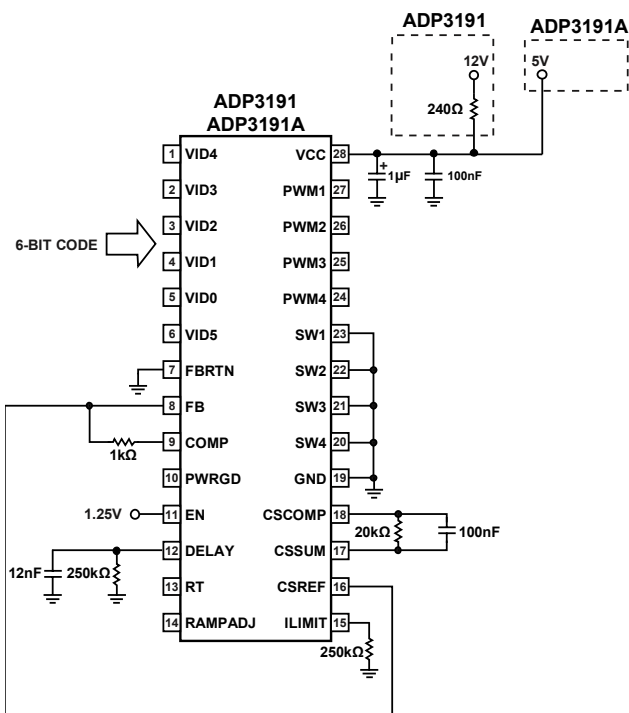 ADP3191
ADP3191A
12V
5V
240Ω
ADP3191
ADP3191A
1 VID4
VCC 28
+
1µF
100nF
2 VID3
PWM1 27
3 VID2
PWM2 26
6-BIT CODE
4 VID1
PWM3 25
5 VID0
PWM4 24
6 VID5
SW1 23
7 FBRTN
SW2 22
8 FB
SW3 21
9 COMP
SW4 20
1kΩ
10 PWRGD
GND 19
1.25V
11 EN
CSCOMP 18
20kΩ
100nF
12 DELAY
CSSUM 17
12nF
250kΩ
13 RT
CSREF 16
14 RAMPADJ
ILIMIT 15
250kΩ